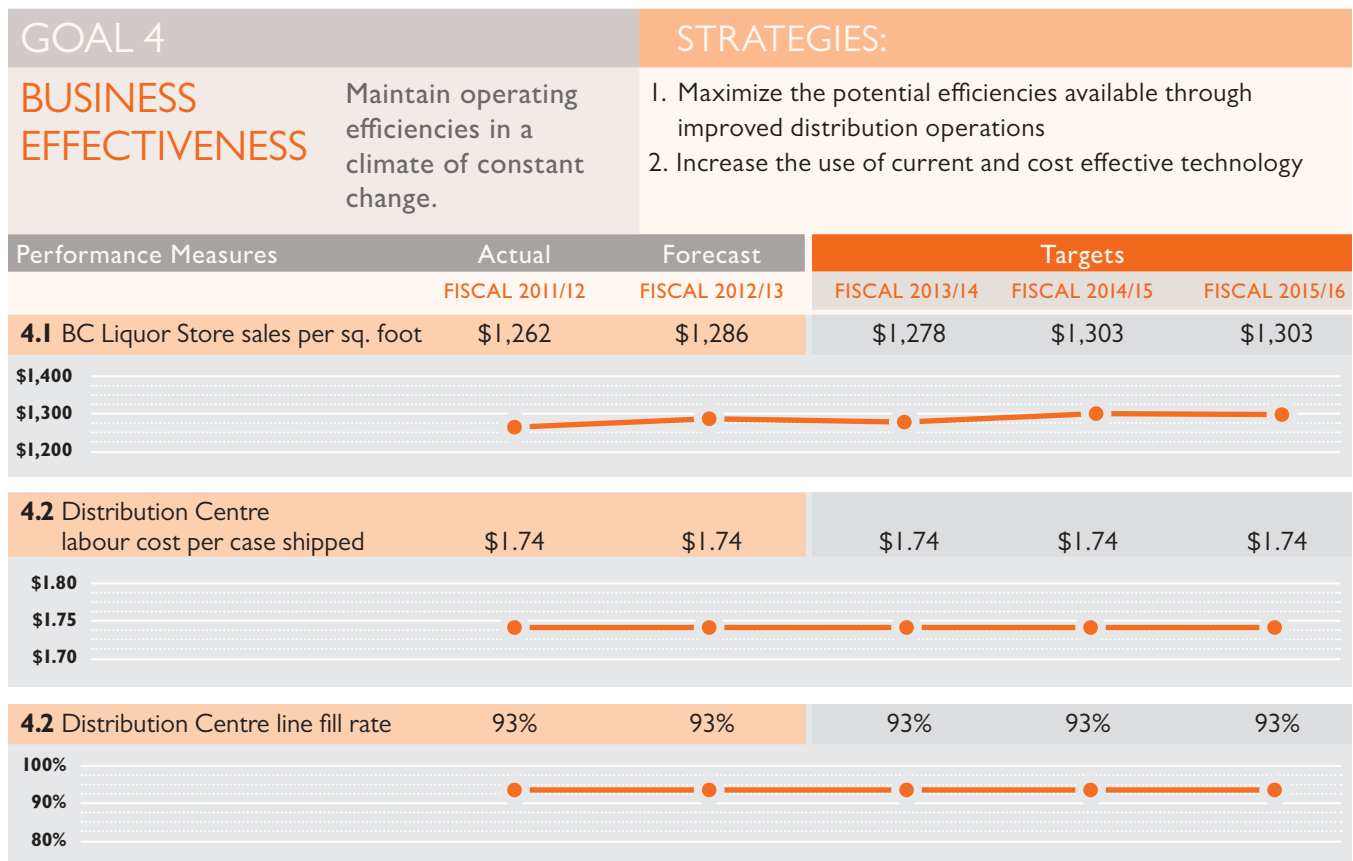 GOAL 4
STRATEGIES:
BUSINESS
EFFECTIVENESS
Maintain operating
efficiencies in a
climate of constant
change.
1. Maximize the potential efficiencies available through
improved distribution operations
2. Increase the use of current and cost effective technology
Performance Measures Actual Forecast Targets
FISCAL 2011/12 FISCAL 2012/13 FISCAL 2013/14 FISCAL 2014/15 FISCAL 2015/16
4.1 BC Liquor Store sales per sq. foot $1,262 $1,286 $1,278 $1,303 $1,303
$1,400
$1,300
$1,200
4.2 Distribution Centre
labour cost per case shipped $1.74 $1.74 $1.74 $1.74 $1.74
$1.80
$1.75
$1.70
4.2 Distribution Centre line fill rate 93% 93% 93% 93% 93%
100%
90%
80%